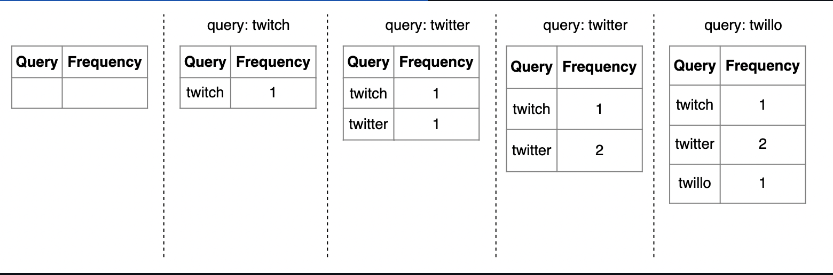 Query Frequency
query: twitch
Query Frequency
twitch 1
query: twitter
Query Frequency
twitch 1
twitter 1
query: twitter
Query Frequency
twitch 1
twitter 2
query: twillo
Query Frequency
twitch 1
twitter 2
twillo 1